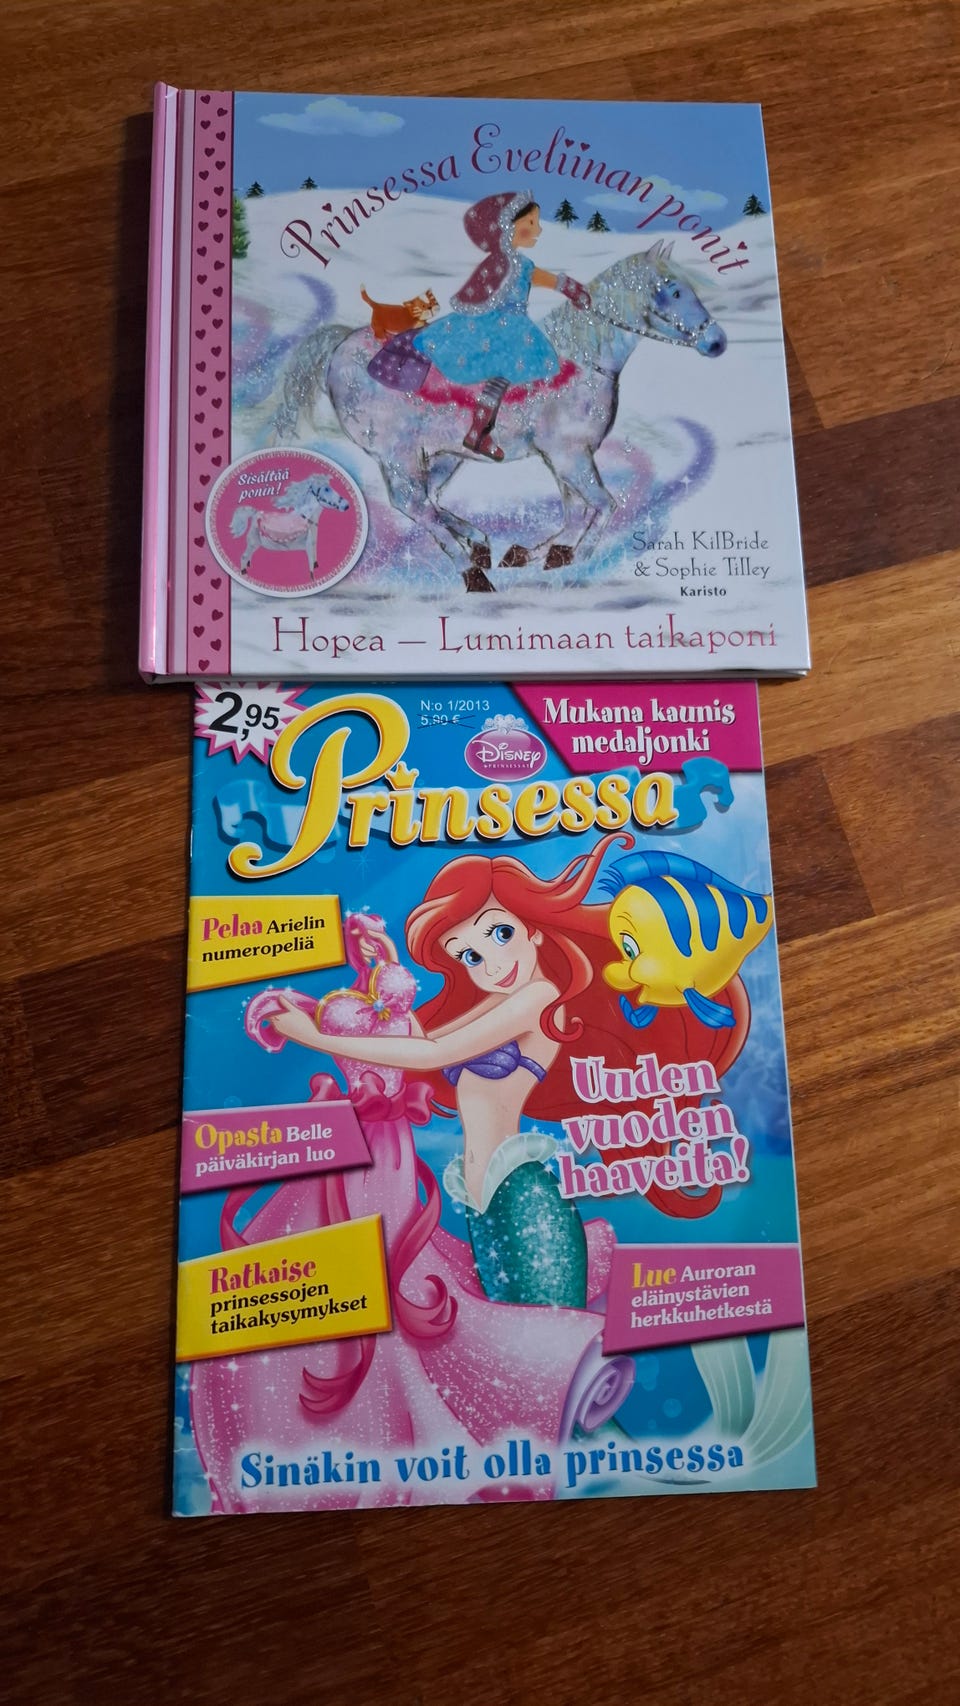 Prinsessa Eveliinan ponit
Sisältää
ponin!
Sarah KilBride
& Sophie Tilley
Karisto
Hopea – Lumimaan taikaponi
2,95
N:o 1/2013
5,90 €
Disney
PRINSESSAT
Mukana kaunis
medaljonki
Prinsessa
Pelaa Arielin
numeropeliä
Uuden
vuoden
haaveita!
Opasta Belle
päiväkirjan luo
Ratkaise
prinsessojen
taikakysymykset
Lue Auroran
eläinystävien
herkkuhetkestä
Sinäkin voit olla prinsessa